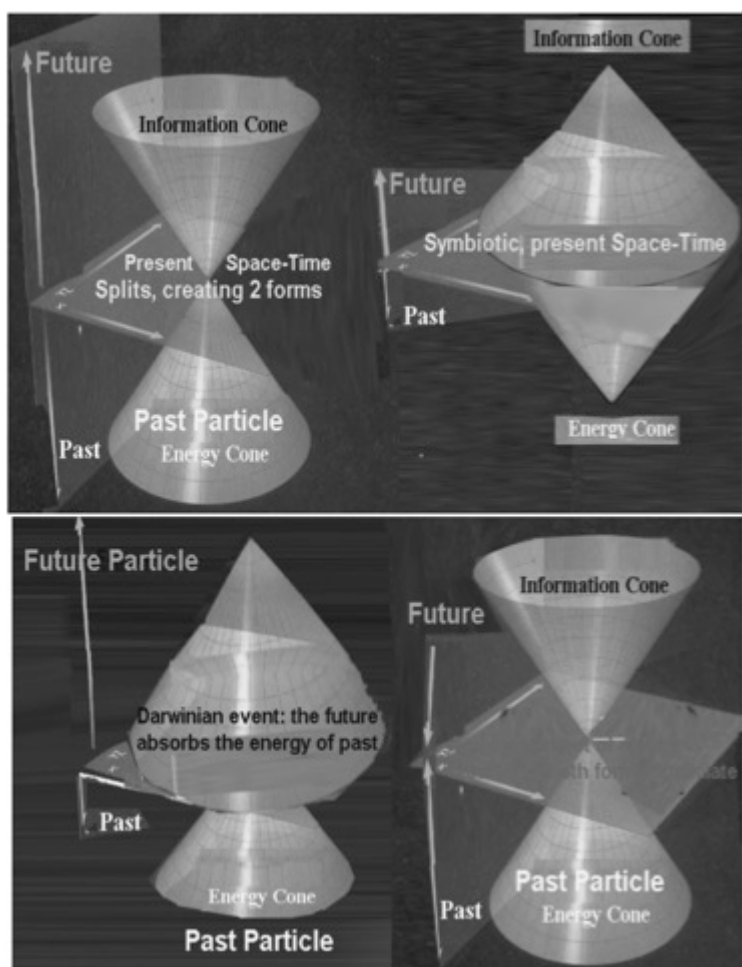 Future
Information Cone
Present Space-Time
Splits, creating 2 forms
Past Particle
Energy Cone
Past
Information Cone
Future
Symbiotic, present Space-Time
Past
Energy Cone
Future Particle
Darwinian event: the future
absorbs the energy of past
Past
Energy Cone
Past Particle
Information Cone
Future
Past Particle
Energy Cone
Past